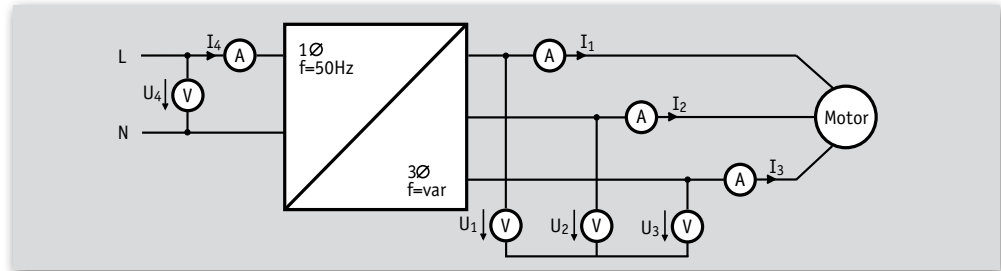 I4
A
I1
L
A
1Ø
f=50Hz
U4
V
I2
A
Motor
N
I3
3Ø
f=var
A
U1
V
U2
V
U3
V